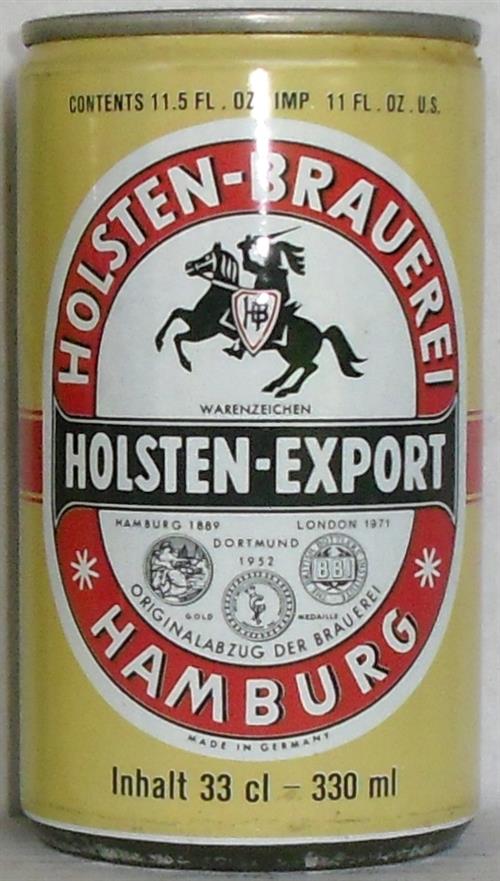 CONTENTS 11.5 FL . OZ IMP. 11 FL . OZ . U.S.
HOLSTEN-BRAUEREI
HB
WARENZEICHEN
HOLSTEN-EXPORT
HAMBURG 1889
LONDON 1971
DORTMUND
1952
BBI
GOLD MEDAILLE
ORIGINALABZUG DER BRAUEREI
HAMBURG
MADE IN GERMANY
Inhalt 33 cl – 330 ml